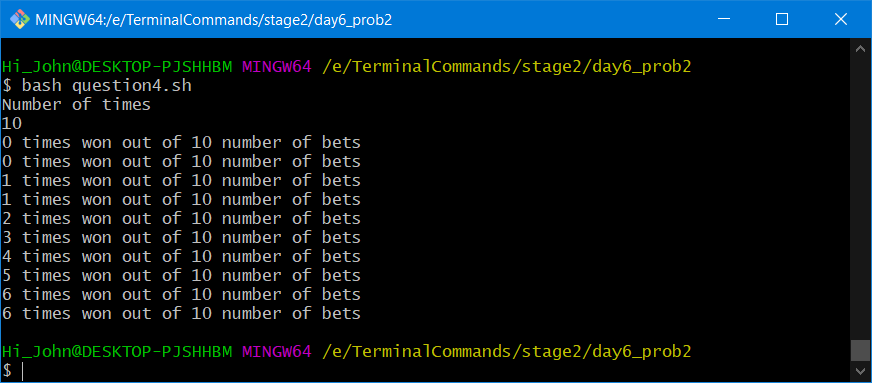 MINGW64:/e/TerminalCommands/stage2/day6_prob2
Hi_John@DESKTOP-PJSHHBM MINGW64 /e/TerminalCommands/stage2/day6_prob2
$ bash question4.sh
Number of times
10
0 times won out of 10 number of bets
0 times won out of 10 number of bets
1 times won out of 10 number of bets
1 times won out of 10 number of bets
2 times won out of 10 number of bets
3 times won out of 10 number of bets
4 times won out of 10 number of bets
5 times won out of 10 number of bets
6 times won out of 10 number of bets
6 times won out of 10 number of bets
Hi_John@DESKTOP-PJSHHBM MINGW64 /e/TerminalCommands/stage2/day6_prob2
$